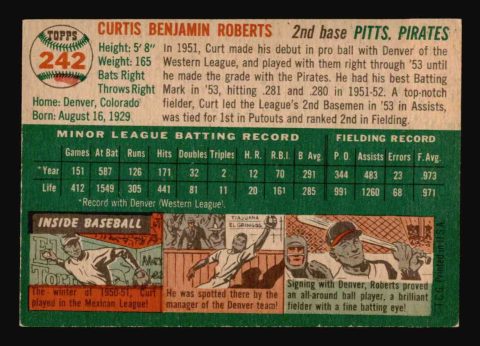 TOPPS
242
CURTIS BENJAMIN ROBERTS
2nd base PITTS. PIRATES
Height: 5' 8"
Weight: 165
Bats Right
Throws Right
Home: Denver, Colorado
Born: August 16, 1929
In 1951, Curt made his debut in pro ball with Denver of the
Western League, and played with them right through '53 until
he made the grade with the Pirates. He had his best Batting
Mark in '53, hitting .281 and .280 in 1951-52. A top-notch
fielder, Curt led the League's 2nd Basemen in '53 in Assists,
was tied for 1st in Putouts and ranked 2nd in Fielding.
MINOR LEAGUE BATTING RECORD FIELDING RECORD
Games At Bat Runs Hits Doubles Triples H. R. R.B.I. B Avg P. O. Assists Errors F. Avg.
*Year 151 587 126 171 32 2 12 70 .291 344 483 23 .973
Life 412 1549 305 441 81 11 20 161 .285 991 1260 68 .971
*Record with Denver (Western League).
INSIDE BASEBALL
The winter of 1950-51, Curt
played in the Mexican League!
TIAJUANA
EL GRINGOS
He was spotted there by the
manager of the Denver team!
Signing with Denver, Roberts proved
an all-around ball player, a brilliant
fielder with a fine batting eye!
T.C.G. Printed in U.S.A.